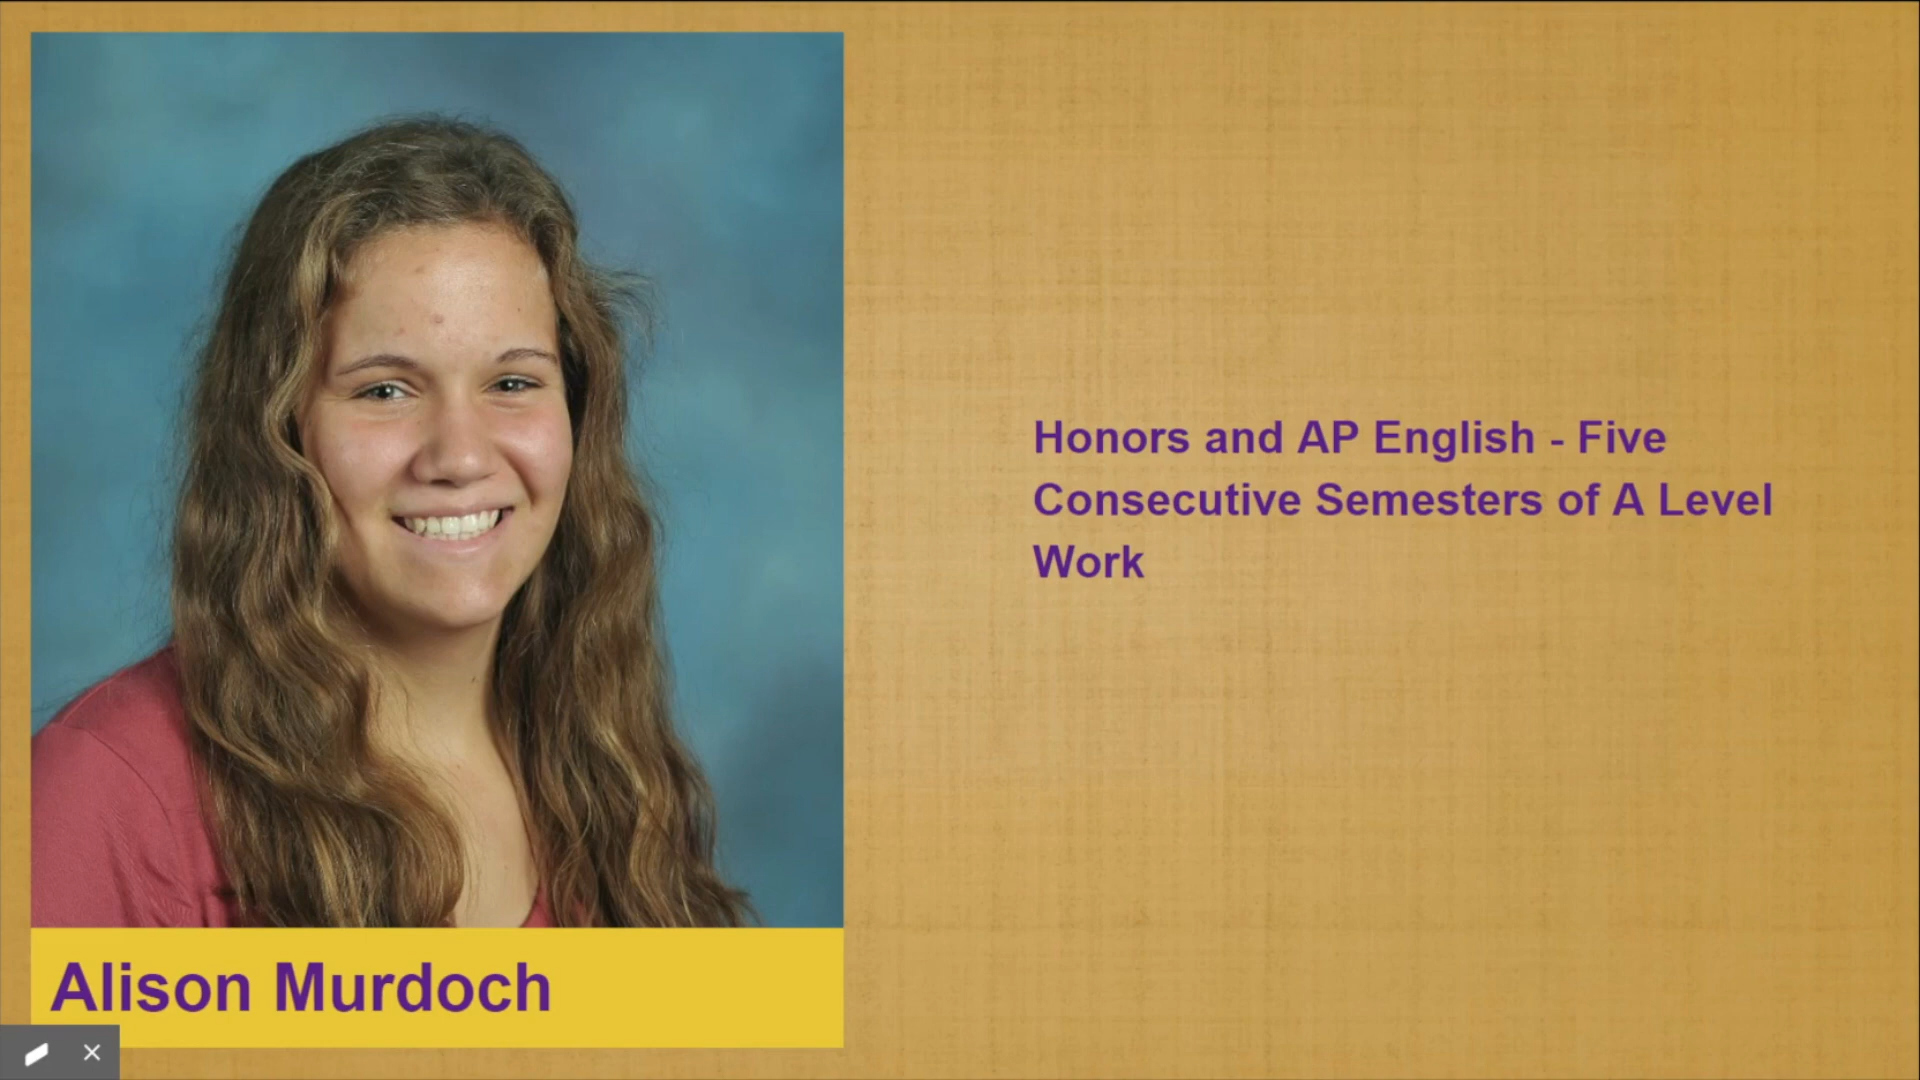 Honors and AP English - Five
Consecutive Semesters of A Level
Work
Alison Murdoch